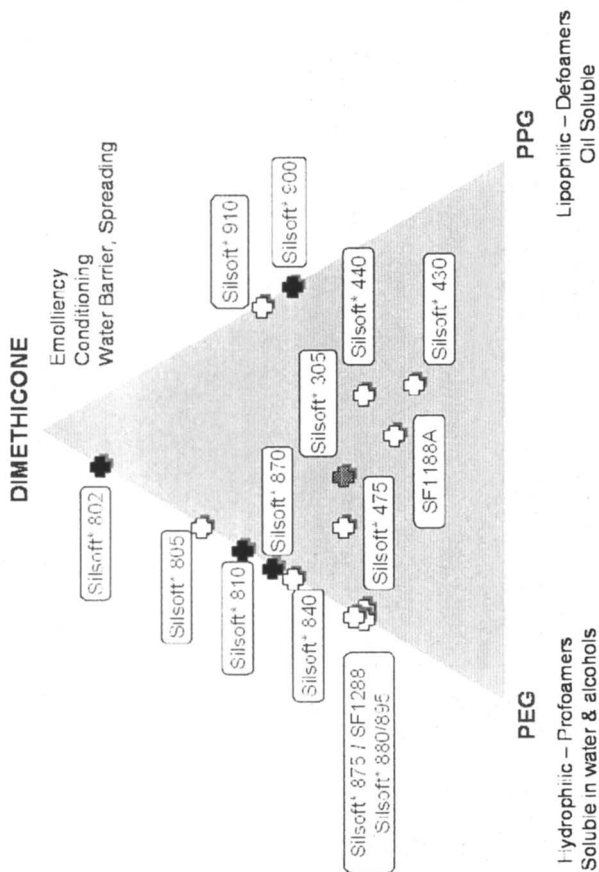 DIMETHICONE
Emolliency
Conditioning
Water Barrier, Spreading
Silsoft* 802
Silsoft* 805
Silsoft* 810
Silsoft* 870
Silsoft* 840
Silsoft* 875 / SF1288
Silsoft* 880/895
Silsoft* 910
Silsoft* 900
Silsoft* 305
Silsoft* 440
Silsoft* 475
SF1188A
Silsoft* 430
PEG
Hydrophilic – Profoamers
Soluble in water & alcohols
PPG
Lipophilic – Defoamers
Oil Soluble